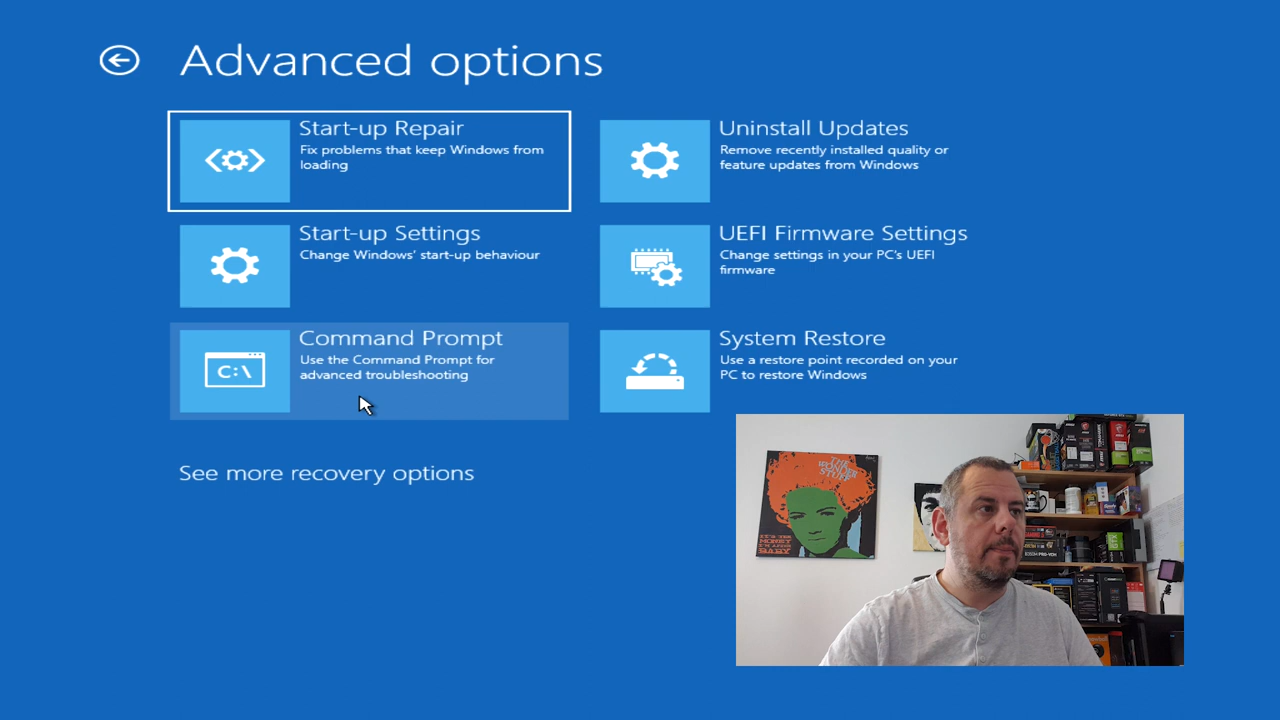 Advanced options
Start-up Repair
Fix problems that keep Windows from
loading
Uninstall Updates
Remove recently installed quality or
feature updates from Windows
Start-up Settings
Change Windows' start-up behaviour
UEFI Firmware Settings
Change settings in your PC's UEFI
firmware
Command Prompt
Use the Command Prompt for
advanced troubleshooting
C:\
System Restore
Use a restore point recorded on your
PC to restore Windows
See more recovery options
THE
WONDER
STUFF